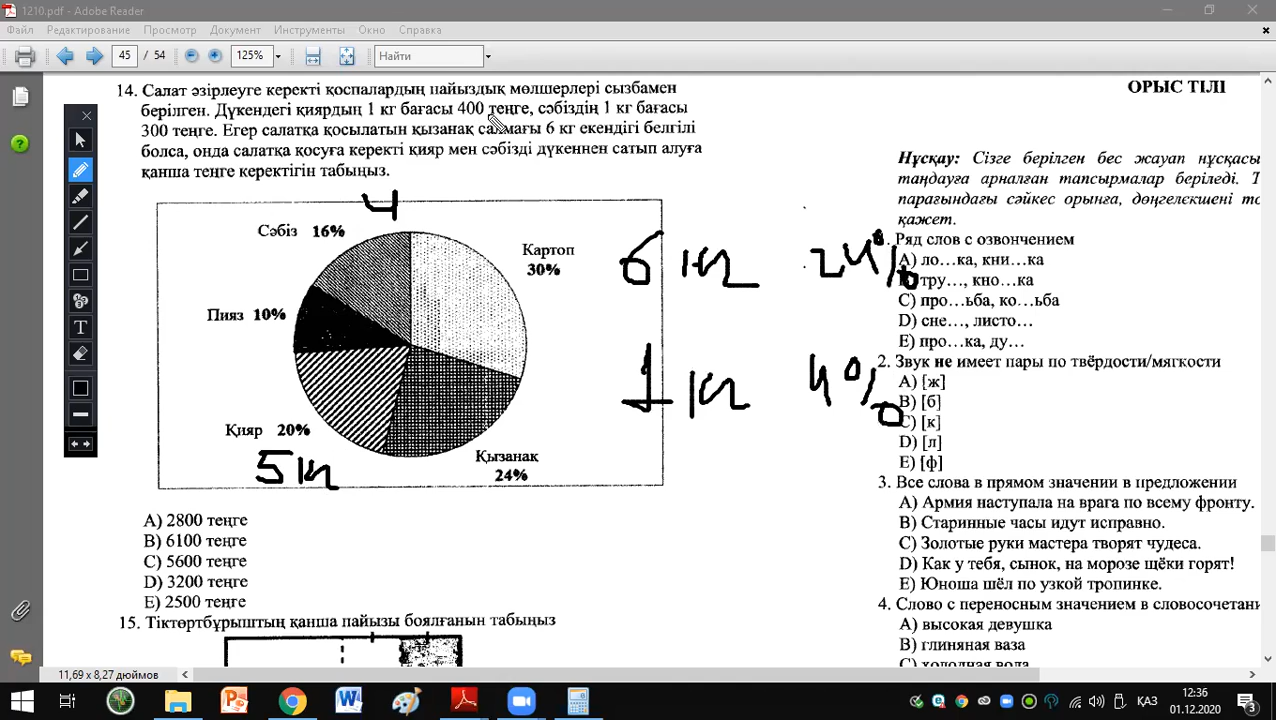 1210.pdf - Adobe Reader
Файл Редактирование Просмотр Документ Инструменты Окно Справка
45 / 54 125% Найти
14. Салат әзірлеуге керекті қоспалардың пайыздық мөлшерлері сызбамен
берілген. Дүкендегі қиярдың 1 кг бағасы 400 теңге, сәбіздің 1 кг бағасы
300 теңге. Егер салатқа қосылатын қызанақ салмағы 6 кг екендігі белгілі
болса, онда салатқа қосуға керекті қияр мен сәбізді дүкеннен сатып алуға
қанша теңге керектігін табыңыз.
4
Сәбіз 16%
Картоп
30%
Пияз 10%
Қияр 20%
5 кг
Қызанак
24%
6 кг 24%
1 кг 4%
A) 2800 теңге
B) 6100 теңге
C) 5600 теңге
D) 3200 теңге
E) 2500 теңге
15. Тіктөртбұрыштың қанша пайызы боялғанын табыңыз
ОРЫС ТІЛІ
Нұсқау: Сізге берілген бес жауап нұсқасы
таңдауға арналған тапсырмалар беріледі. Т
парағындағы сәйкес орынға, дөңгелекшені то
қажет.
Ряд слов с озвончением
A) ло…ка, кни…ка
тру…, кно…ка
C) про…ьба, ко…ьба
D) сне…, листо…
E) про…ка, ду…
2. Звук не имеет пары по твёрдости/мягкости
A) [ж]
B) [б]
C) [к]
D) [л]
E) [ф]
3. Все слова в прямом значении в предложении
A) Армия наступала на врага по всему фронту.
B) Старинные часы идут исправно.
C) Золотые руки мастера творят чудеса.
D) Как у тебя, сынок, на морозе щёки горят!
E) Юноша шёл по узкой тропинке.
4. Слово с переносным значением в словосочетани
A) высокая девушка
B) глиняная ваза
C) холодная вода
11,69 x 8,27 дюймов
ҚАЗ
12:36
01.12.2020